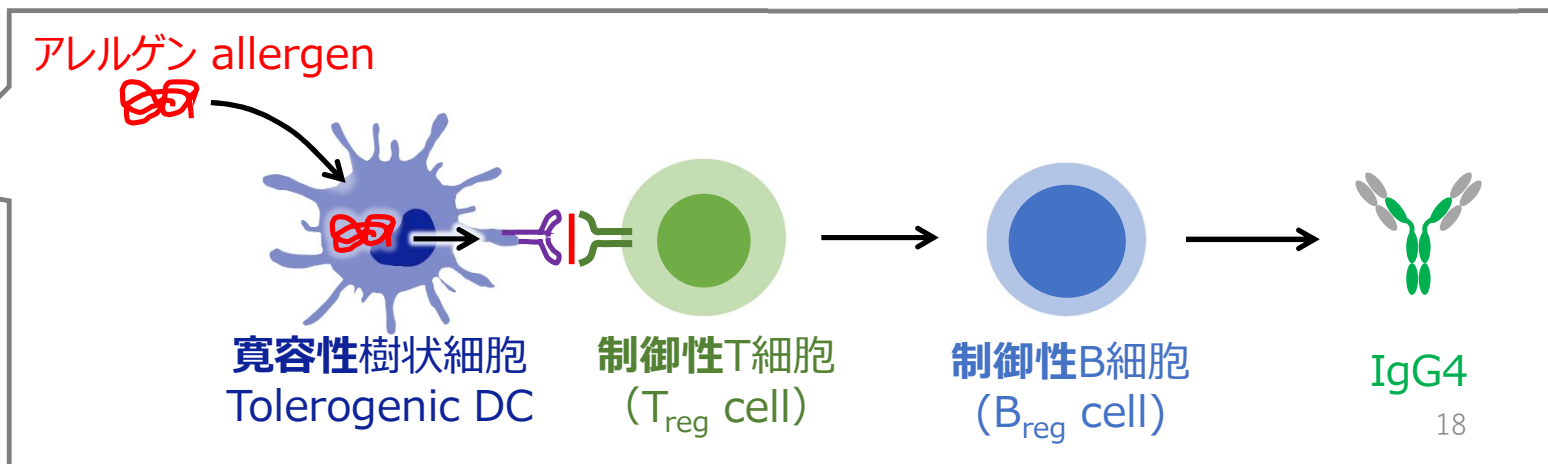 アレルゲン allergen
寛容性樹状細胞
Tolerogenic DC
制御性T細胞
（Treg cell）
制御性B細胞
(Breg cell)
IgG4
18